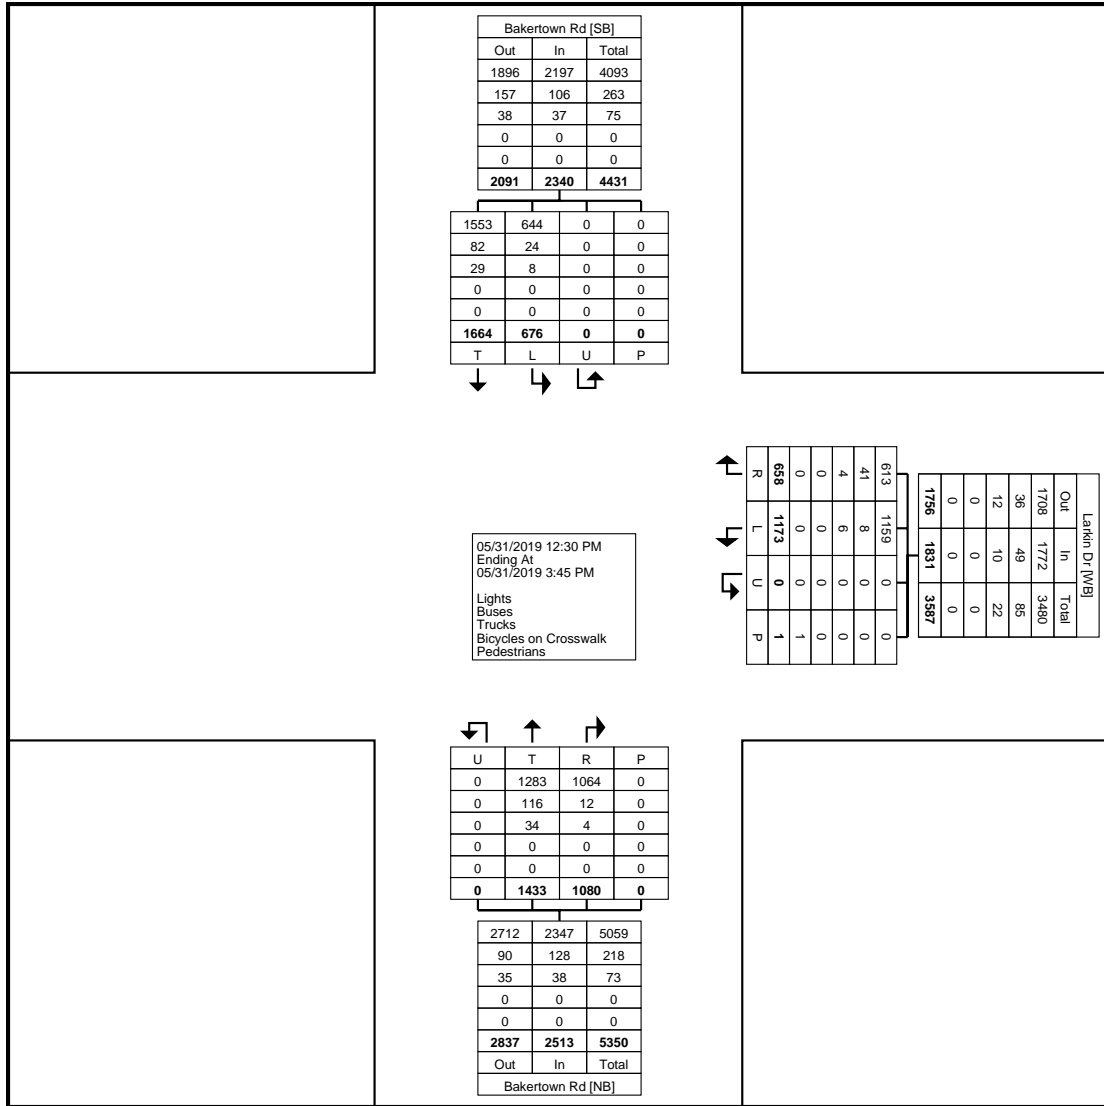 Bakertown Rd [SB]
Out In Total
1896 2197 4093
157 106 263
38 37 75
0 0 0
0 0 0
2091 2340 4431
1553 644 0 0
82 24 0 0
29 8 0 0
0 0 0 0
0 0 0 0
1664 676 0 0
T L U P
Larkin Dr [WB]
Out In Total
1708 1772 3480
36 49 85
12 10 22
0 0 0
0 0 0
1756 1831 3587
613 1159 0 0
41 8 0 0
4 6 0 0
0 0 0 0
0 0 0 1
658 1173 0 1
R L U P
05/31/2019 12:30 PM
Ending At
05/31/2019 3:45 PM
Lights
Buses
Trucks
Bicycles on Crosswalk
Pedestrians
U T R P
0 1283 1064 0
0 116 12 0
0 34 4 0
0 0 0 0
0 0 0 0
0 1433 1080 0
2712 2347 5059
90 128 218
35 38 73
0 0 0
0 0 0
2837 2513 5350
Out In Total
Bakertown Rd [NB]